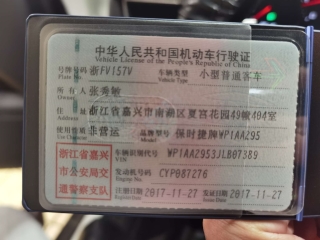 中华人民共和国机动车行驶证
Vehicle License of the People's Republic of China
号牌号码 浙FV157V 车辆类型 小型普通客车
Plate No. Vehicle Type
所有人 张秀敏
住址 浙江省嘉兴市南湖区夏宫花园49幢404室
使用性质 非营运 品牌型号 保时捷牌WP1AA295
浙江省嘉兴市公安局交通警察支队
车辆识别代号 WP1AA2953JLB07389
VIN
发动机号码 CYP087276
Engine No.
注册日期 2017-11-27 发证日期 2017-11-27